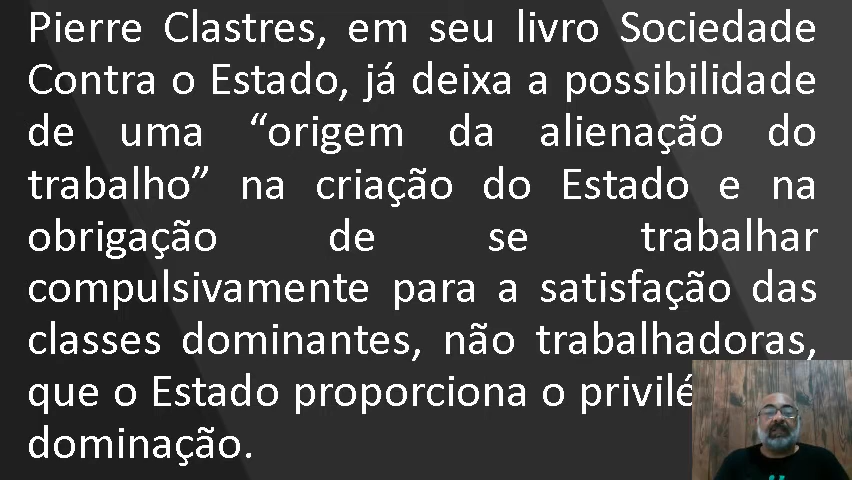 Pierre Clastres, em seu livro Sociedade
Contra o Estado, já deixa a possibilidade
de uma “origem da alienação do
trabalho” na criação do Estado e na
obrigação de se trabalhar
compulsivamente para a satisfação das
classes dominantes, não trabalhadoras,
que o Estado proporciona o
dominação.